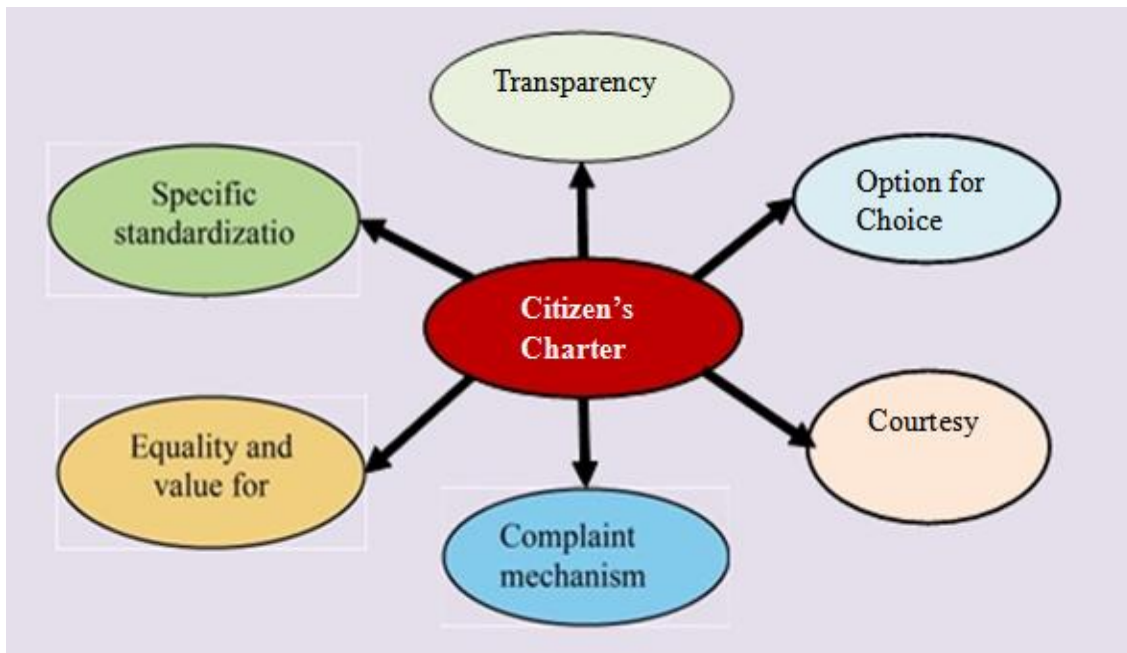 Transparency
Specific
standardizatio
Option for
Choice
Citizen’s
Charter
Equality and
value for
Courtesy
Complaint
mechanism